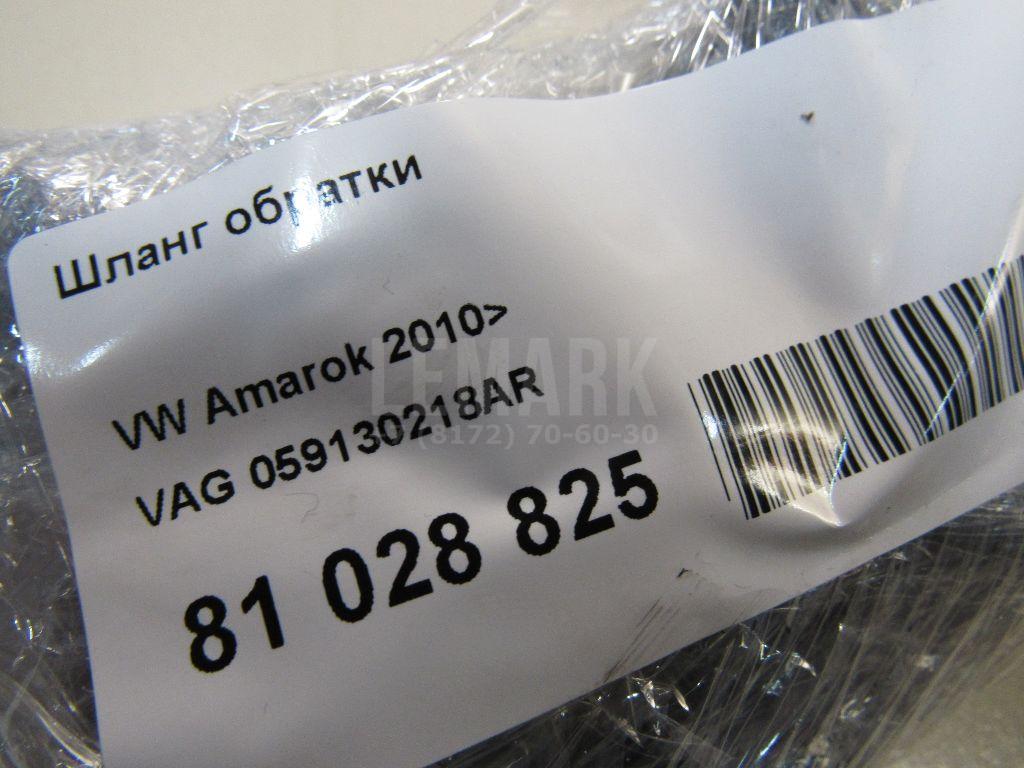 Шланг обратки
VW Amarok 2010>
LEMARK
VAG 059130218AR
(8172) 70-60-30
81 028 825